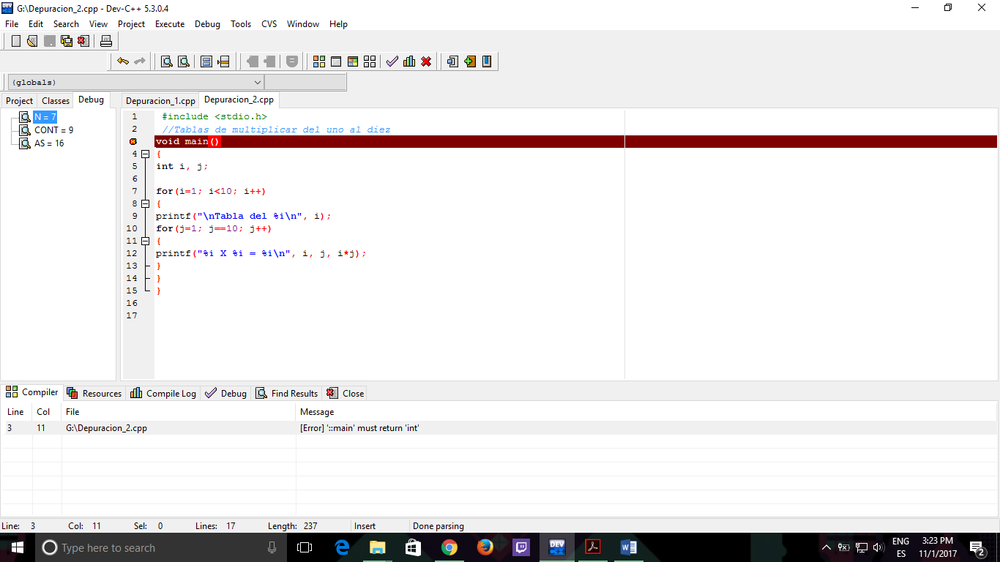 G:\Depuracion_2.cpp - Dev-C++ 5.3.0.4
File Edit Search View Project Execute Debug Tools CVS Window Help
(globals)
Project Classes Debug
Depuracion_1.cpp Depuracion_2.cpp
N = 7
CONT = 9
AS = 16
1 #include <stdio.h>
2 //Tablas de multiplicar del uno al diez
void main()
4 {
5 int i, j;
6
7 for(i=1; i<10; i++)
8 {
9 printf("\nTabla del %i\n", i);
10 for(j=1; j==10; j++)
11 {
12 printf("%i X %i = %i\n", i, j, i*j);
13 }
14 }
15 }
16
17
Compiler Resources Compile Log Debug Find Results Close
Line Col File Message
3 11 G:\Depuracion_2.cpp [Error] '::main' must return 'int'
Line: 3 Col: 11 Sel: 0 Lines: 17 Length: 237 Insert Done parsing
DEV
Type here to search
ENG
ES
3:23 PM
11/1/2017
2